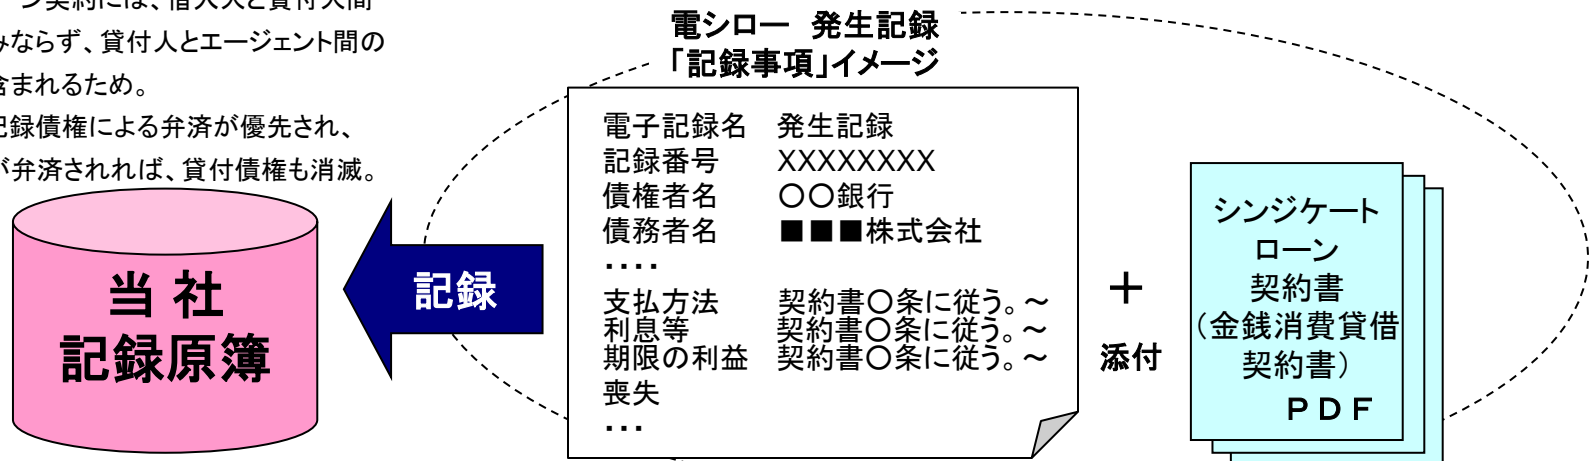 ン契約には、借入人と貸付人間
みならず、貸付人とエージェント間の
含まれるため。
記録債権による弁済が優先され、
が弁済されれば、貸付債権も消滅。
当 社
記録原簿
記録
電シロー 発生記録
「記録事項」イメージ
電子記録名 発生記録
記録番号 XXXXXXXX
債権者名 〇〇銀行
債務者名 ■■■株式会社
・・・・
支払方法 契約書〇条に従う。~
利息等 契約書〇条に従う。~
期限の利益 契約書〇条に従う。~
喪失
・・・
+
添付
シンジケート
ローン
契約書
(金銭消費貸借
契約書)
PDF